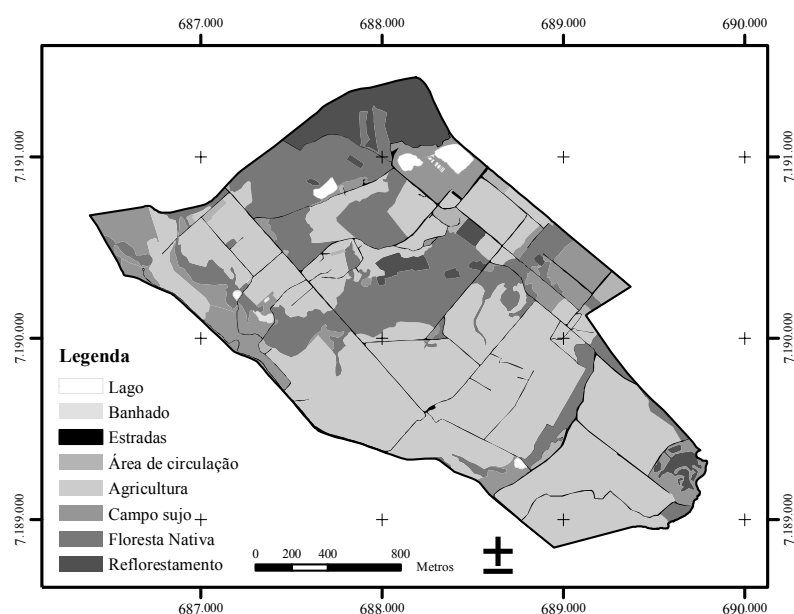 687.000 688.000 689.000 690.000
7.191.000 7.191.000
7.190.000 7.190.000
7.189.000 7.189.000
Legenda
Lago
Banhado
Estradas
Área de circulação
Agricultura
Campo sujo
Floresta Nativa
Reflorestamento
0 200 400 800
Metros
687.000 688.000 689.000 690.000